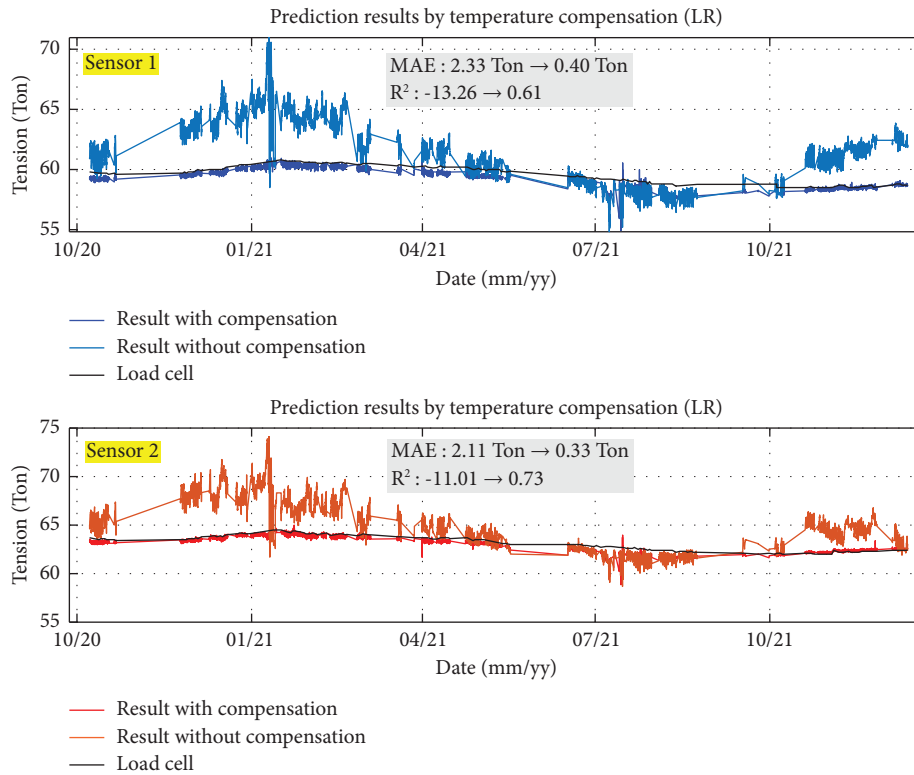 Prediction results by temperature compensation (LR)
70
65
60
55
Tension (Ton)
Sensor 1
MAE : 2.33 Ton → 0.40 Ton
R² : -13.26 → 0.61
10/20 01/21 04/21 07/21 10/21
Date (mm/yy)
Result with compensation
Result without compensation
Load cell
Prediction results by temperature compensation (LR)
75
70
65
60
55
Tension (Ton)
Sensor 2
MAE : 2.11 Ton → 0.33 Ton
R² : -11.01 → 0.73
10/20 01/21 04/21 07/21 10/21
Date (mm/yy)
Result with compensation
Result without compensation
Load cell